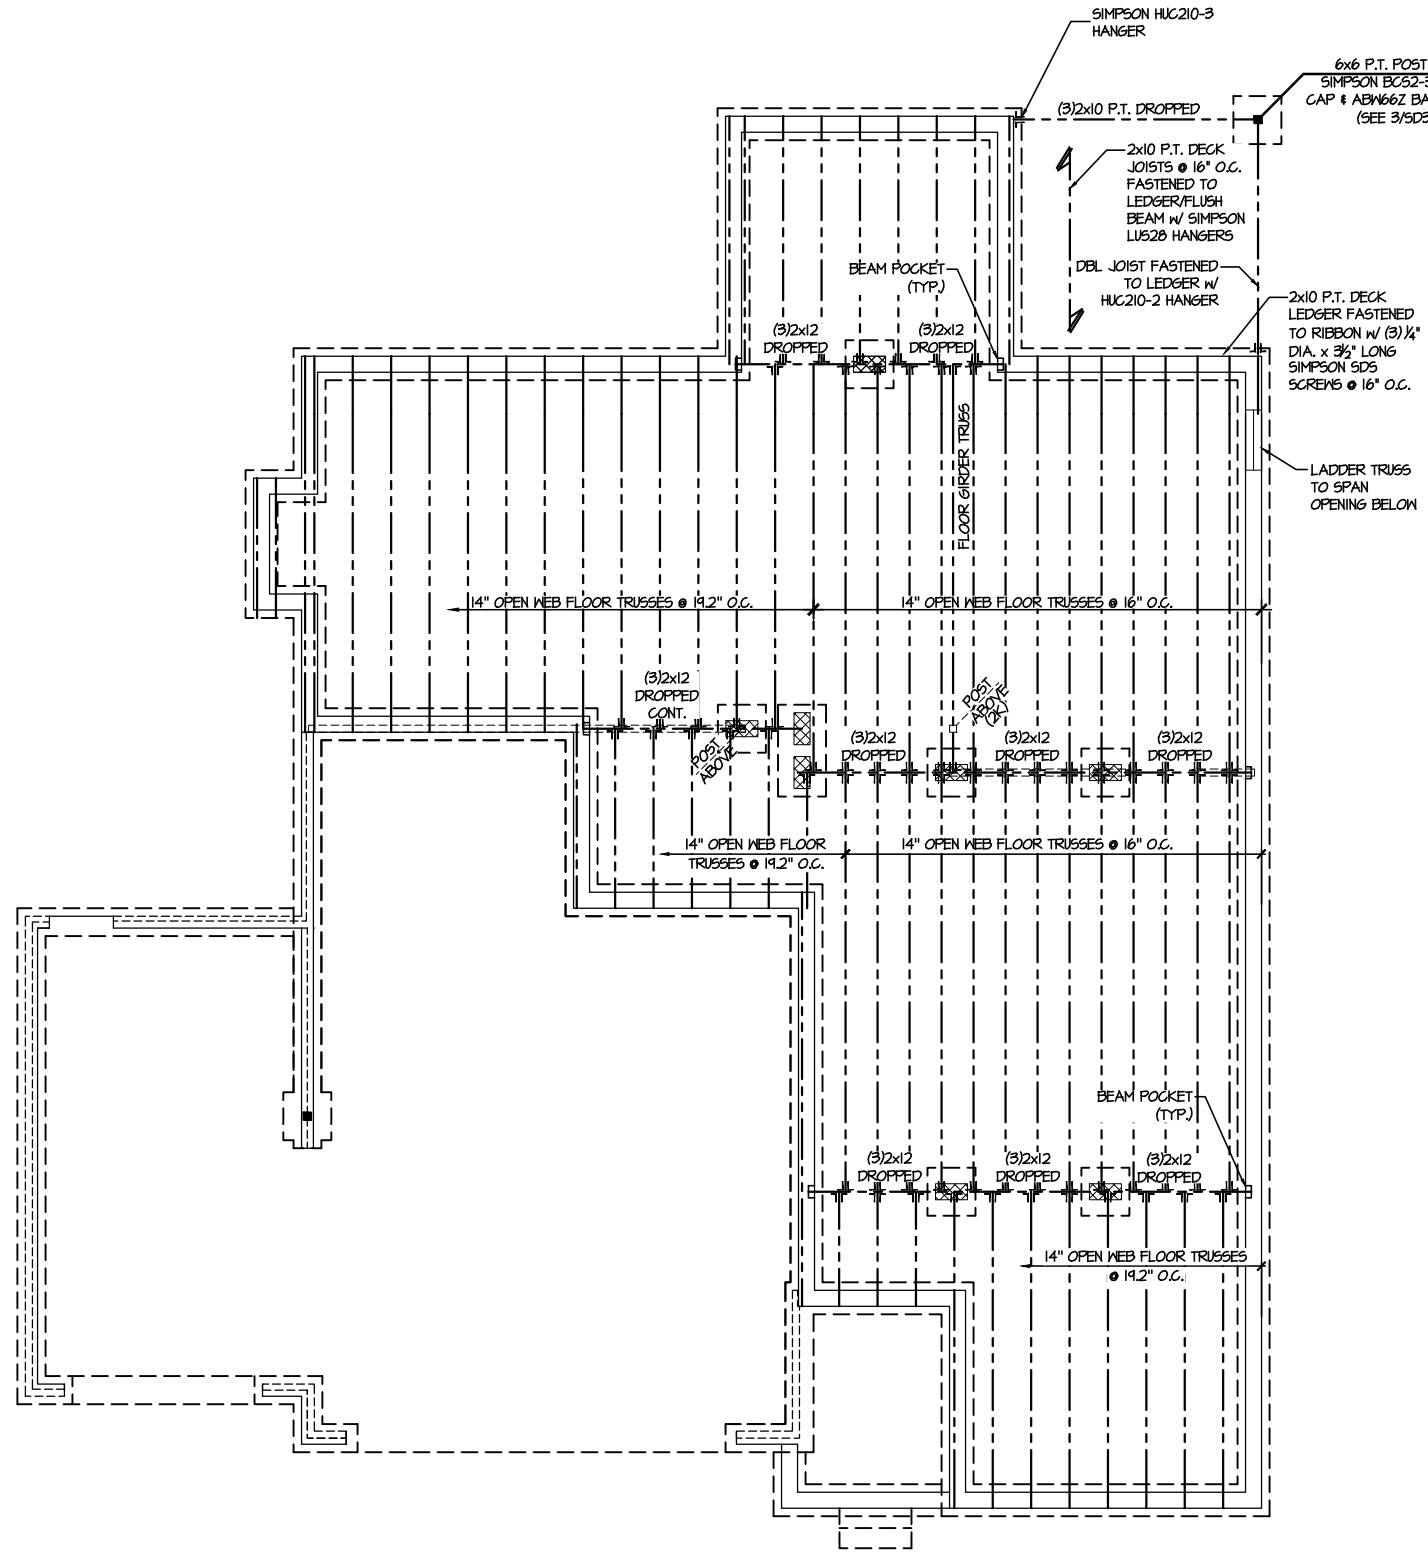 SIMPSON HUC210-3
HANGER
6x6 P.T. POST
SIMPSON BCS2-3
CAP & ABW66Z BA
(SEE 3/SD3
(3)2x10 P.T. DROPPED
2x10 P.T. DECK
JOISTS @ 16" O.C.
FASTENED TO
LEDGER/FLUSH
BEAM W/ SIMPSON
LUS28 HANGERS
BEAM POCKET
(TYP.)
DBL JOIST FASTENED
TO LEDGER W/
HUC210-2 HANGER
2x10 P.T. DECK
LEDGER FASTENED
TO RIBBON W/ (3) ¼"
DIA. x 3½" LONG
SIMPSON SDS
SCREWS @ 16" O.C.
(3)2x12
DROPPED
(3)2x12
DROPPED
FLOOR GIRDER TRUSS
LADDER TRUSS
TO SPAN
OPENING BELOW
14" OPEN WEB FLOOR TRUSSES @ 19.2" O.C.
14" OPEN WEB FLOOR TRUSSES @ 16" O.C.
(3)2x12
DROPPED
CONT.
POST
ABOVE
POST
ABOVE
(2K)
(3)2x12
DROPPED
(3)2x12
DROPPED
(3)2x12
DROPPED
14" OPEN WEB FLOOR
TRUSSES @ 19.2" O.C.
14" OPEN WEB FLOOR TRUSSES @ 16" O.C.
BEAM POCKET
(TYP.)
(3)2x12
DROPPED
(3)2x12
DROPPED
(3)2x12
DROPPED
14" OPEN WEB FLOOR TRUSSES
@ 19.2" O.C.